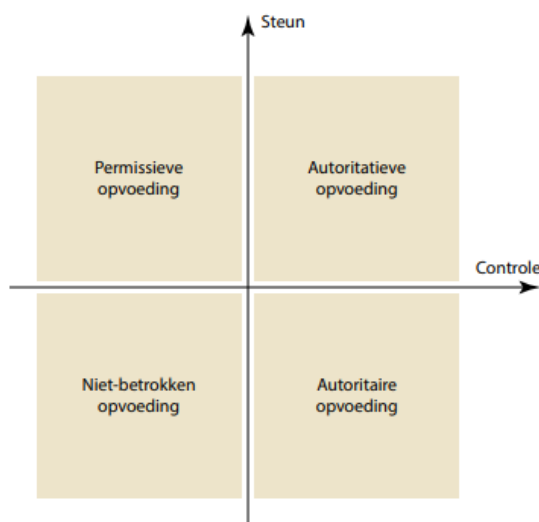 Steun
Permissieve
opvoeding
Autoritatieve
opvoeding
Controle
Niet-betrokken
opvoeding
Autoritaire
opvoeding